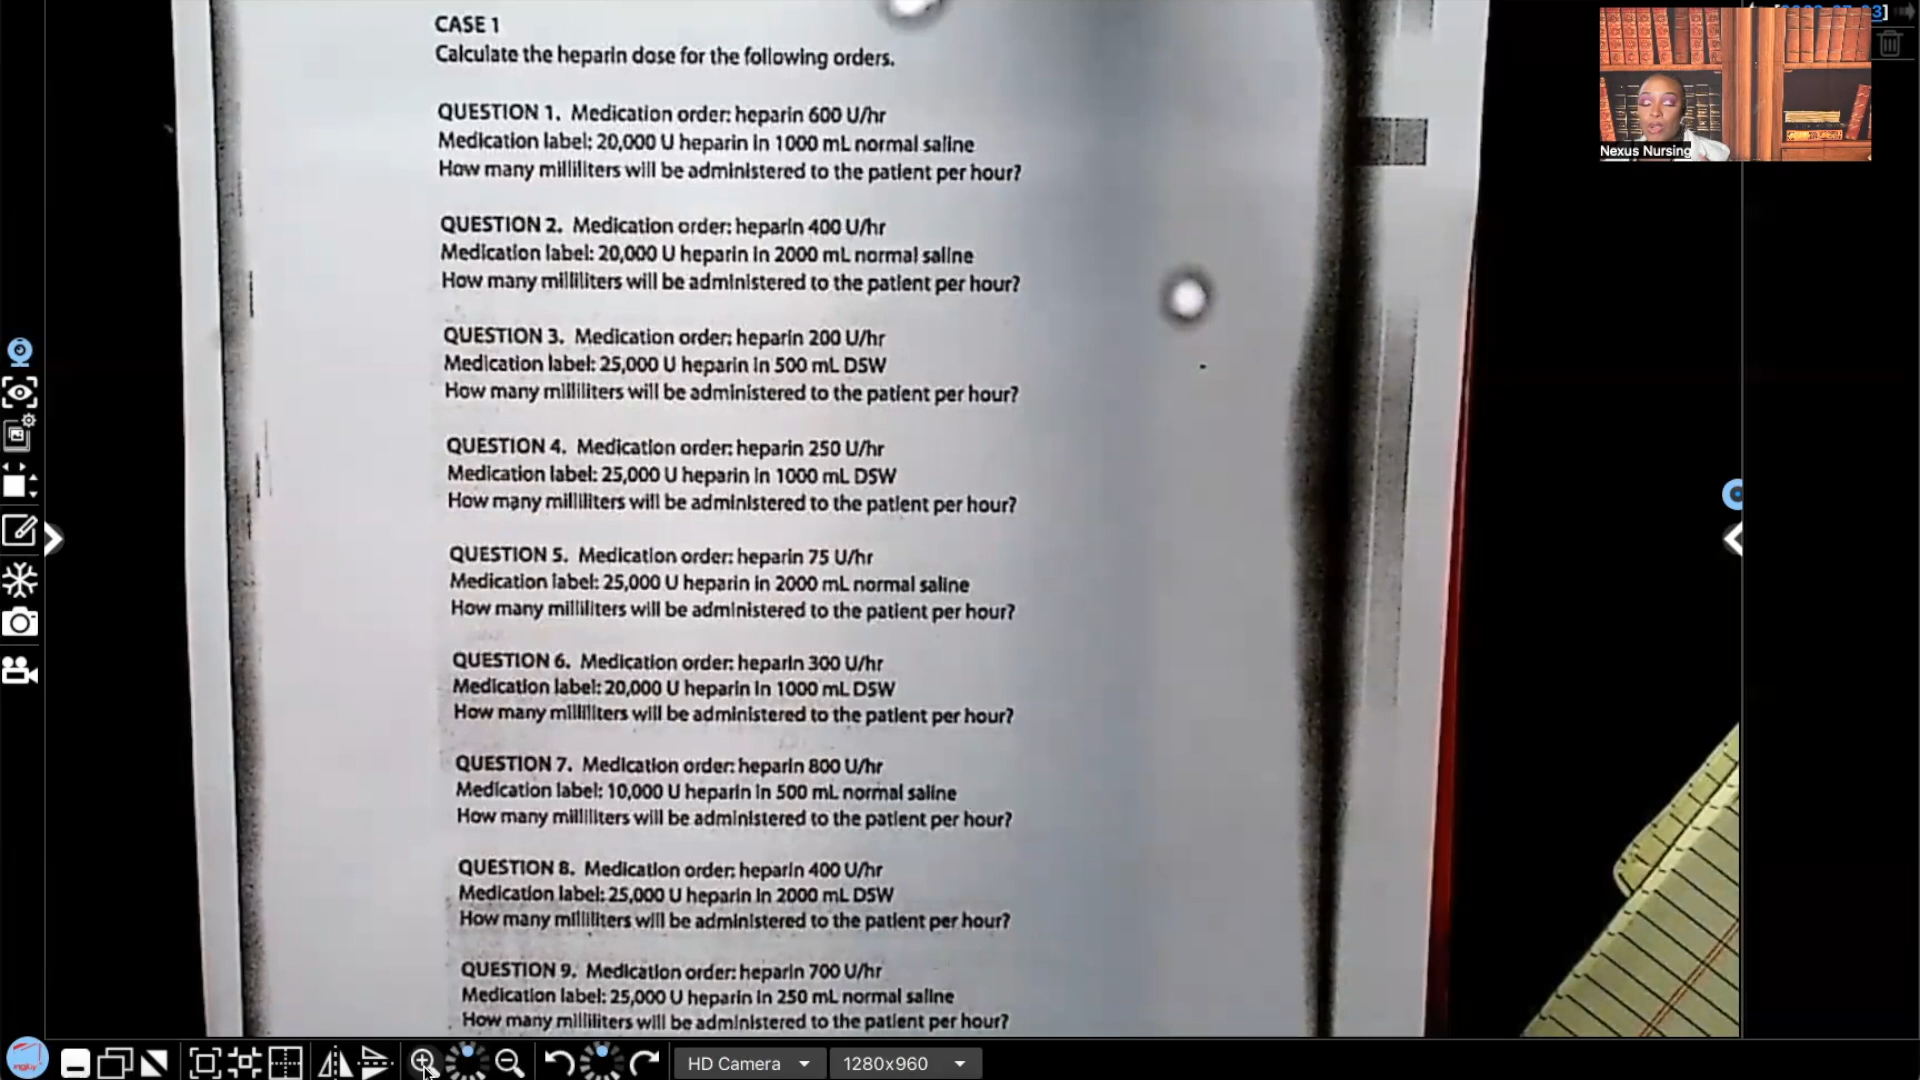 CASE 1
Calculate the heparin dose for the following orders.
QUESTION 1. Medication order: heparin 600 U/hr
Medication label: 20,000 U heparin in 1000 mL normal saline
How many milliliters will be administered to the patient per hour?
QUESTION 2. Medication order: heparin 400 U/hr
Medication label: 20,000 U heparin in 2000 mL normal saline
How many milliliters will be administered to the patient per hour?
QUESTION 3. Medication order: heparin 200 U/hr
Medication label: 25,000 U heparin in 500 mL D5W
How many milliliters will be administered to the patient per hour?
QUESTION 4. Medication order: heparin 250 U/hr
Medication label: 25,000 U heparin in 1000 mL D5W
How many milliliters will be administered to the patient per hour?
QUESTION 5. Medication order: heparin 75 U/hr
Medication label: 25,000 U heparin in 2000 mL normal saline
How many milliliters will be administered to the patient per hour?
QUESTION 6. Medication order: heparin 300 U/hr
Medication label: 20,000 U heparin in 1000 mL D5W
How many milliliters will be administered to the patient per hour?
QUESTION 7. Medication order: heparin 800 U/hr
Medication label: 10,000 U heparin in 500 mL normal saline
How many milliliters will be administered to the patient per hour?
QUESTION 8. Medication order: heparin 400 U/hr
Medication label: 25,000 U heparin in 2000 mL D5W
How many milliliters will be administered to the patient per hour?
QUESTION 9. Medication order: heparin 700 U/hr
Medication label: 25,000 U heparin in 250 mL normal saline
How many milliliters will be administered to the patient per hour?
Nexus Nursing
HD Camera
1280x960